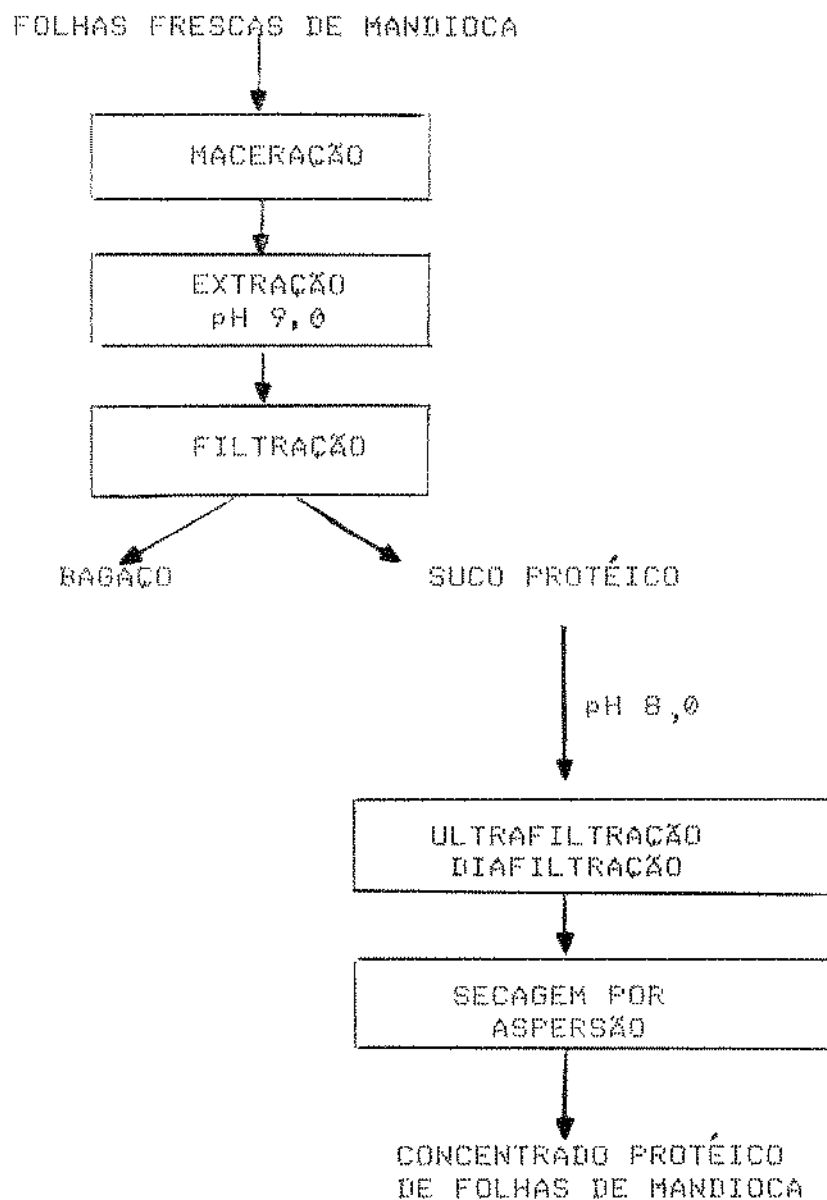 FOLHAS FRESCAS DE MANDIOCA
MACERAÇÃO
EXTRAÇÃO
pH 9,0
FILTRAÇÃO
BAGAÇO
SUCO PROTÉICO
pH 8,0
ULTRAFILTRAÇÃO
DIAFILTRAÇÃO
SECAGEM POR
ASPERSÃO
CONCENTRADO PROTÉICO
DE FOLHAS DE MANDIOCA